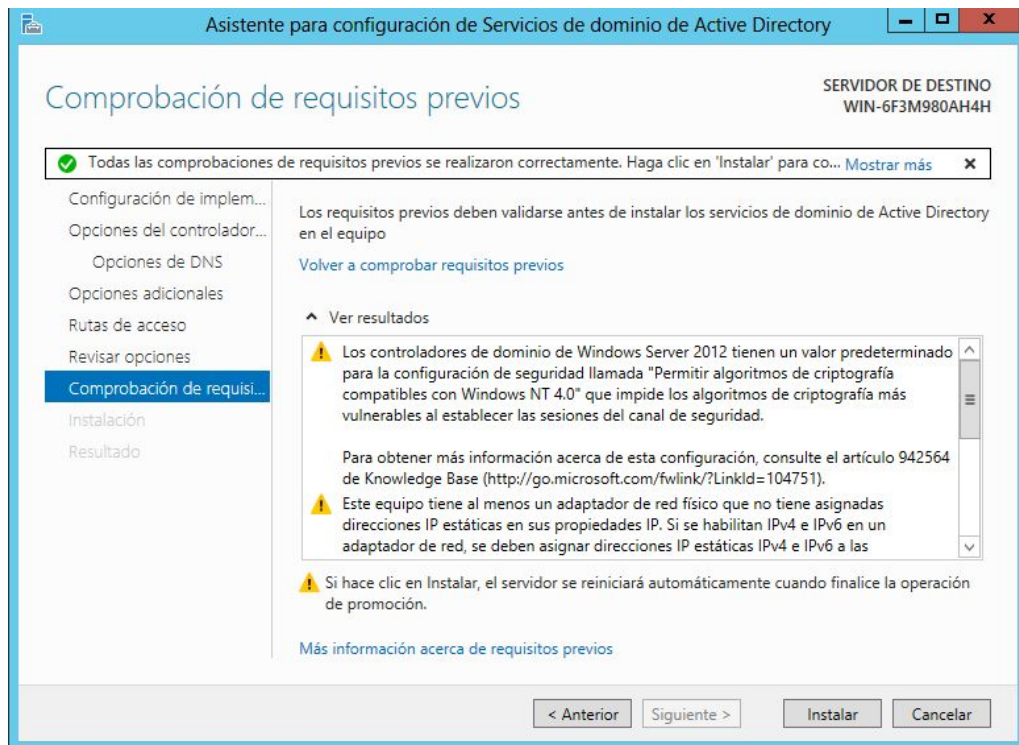 Asistente para configuración de Servicios de dominio de Active Directory
Comprobación de requisitos previos
SERVIDOR DE DESTINO
WIN-6F3M980AH4H
Todas las comprobaciones de requisitos previos se realizaron correctamente. Haga clic en 'Instalar' para co... Mostrar más
Configuración de implem...
Opciones del controlador...
Opciones de DNS
Opciones adicionales
Rutas de acceso
Revisar opciones
Comprobación de requisi...
Instalación
Resultado
Los requisitos previos deben validarse antes de instalar los servicios de dominio de Active Directory
en el equipo
Volver a comprobar requisitos previos
Ver resultados
Los controladores de dominio de Windows Server 2012 tienen un valor predeterminado
para la configuración de seguridad llamada "Permitir algoritmos de criptografía
compatibles con Windows NT 4.0" que impide los algoritmos de criptografía más
vulnerables al establecer las sesiones del canal de seguridad.
Para obtener más información acerca de esta configuración, consulte el artículo 942564
de Knowledge Base (http://go.microsoft.com/fwlink/?LinkId=104751).
Este equipo tiene al menos un adaptador de red físico que no tiene asignadas
direcciones IP estáticas en sus propiedades IP. Si se habilitan IPv4 e IPv6 en un
adaptador de red, se deben asignar direcciones IP estáticas IPv4 e IPv6 a las
Si hace clic en Instalar, el servidor se reiniciará automáticamente cuando finalice la operación
de promoción.
Más información acerca de requisitos previos
< Anterior
Siguiente >
Instalar
Cancelar